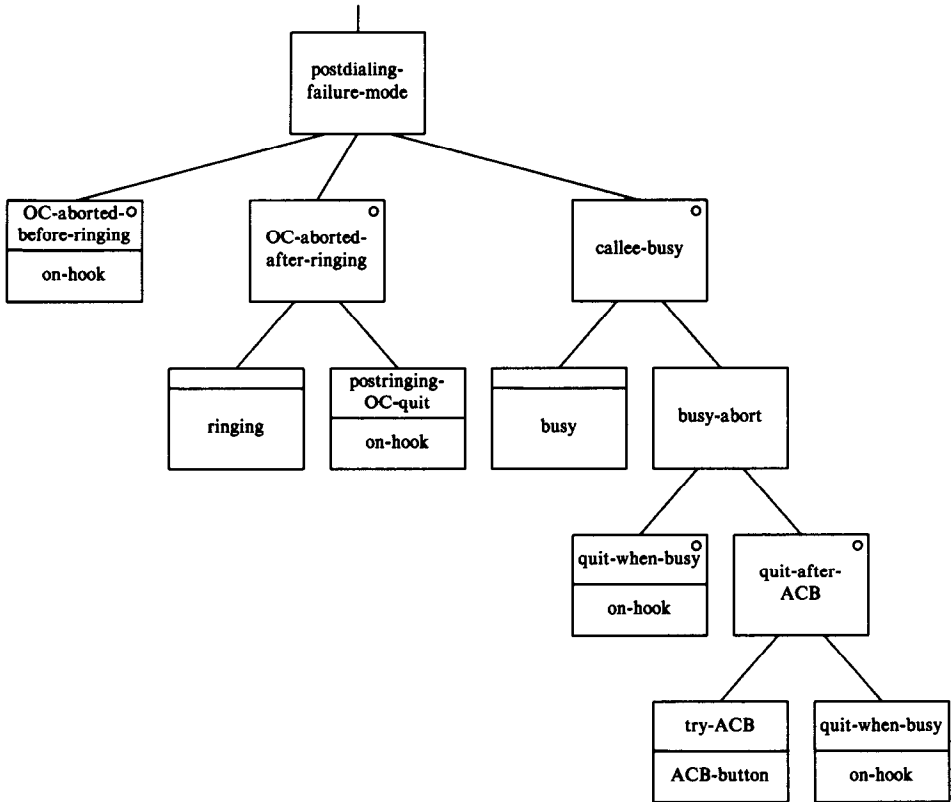 postdialing-
failure-mode
OC-aborted-
before-ringing
on-hook
OC-aborted-
after-ringing
callee-busy
ringing
postringing-
OC-quit
on-hook
busy
busy-abort
quit-when-busy
on-hook
quit-after-
ACB
try-ACB
ACB-button
quit-when-busy
on-hook